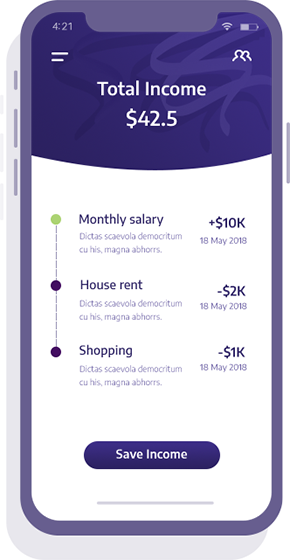 4:21
Total Income
$42.5
Monthly salary
+$10K
Dictas scaevola democritum
cu his, magna abhorrs.
18 May 2018
House rent
-$2K
Dictas scaevola democritum
cu his, magna abhorrs.
18 May 2018
Shopping
-$1K
Dictas scaevola democritum
cu his, magna abhorrs.
18 May 2018
Save Income